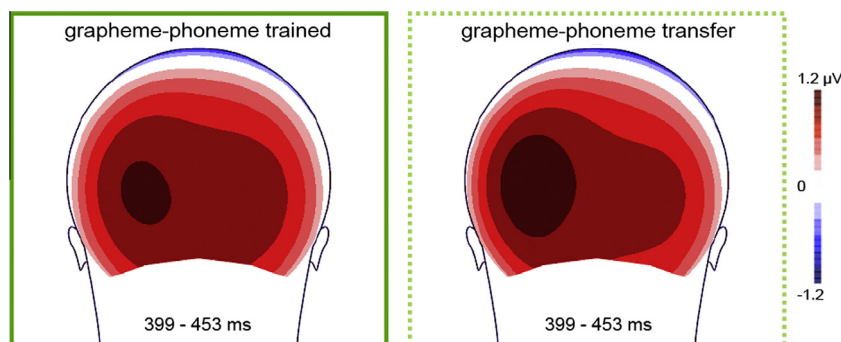 grapheme-phoneme trained
grapheme-phoneme transfer
1.2 µV
0
-1.2
399 - 453 ms
399 - 453 ms